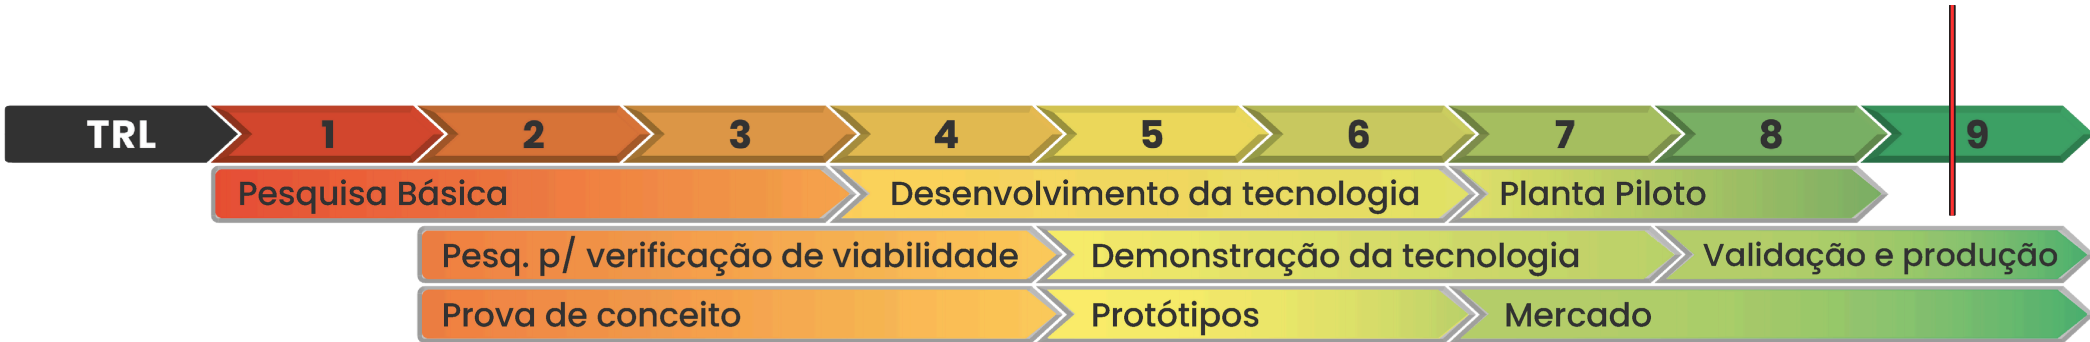 TRL 1 2 3 4 5 6 7 8 9
Pesquisa Básica Desenvolvimento da tecnologia Planta Piloto
Pesq. p/ verificação de viabilidade Demonstração da tecnologia Validação e produção
Prova de conceito Protótipos Mercado